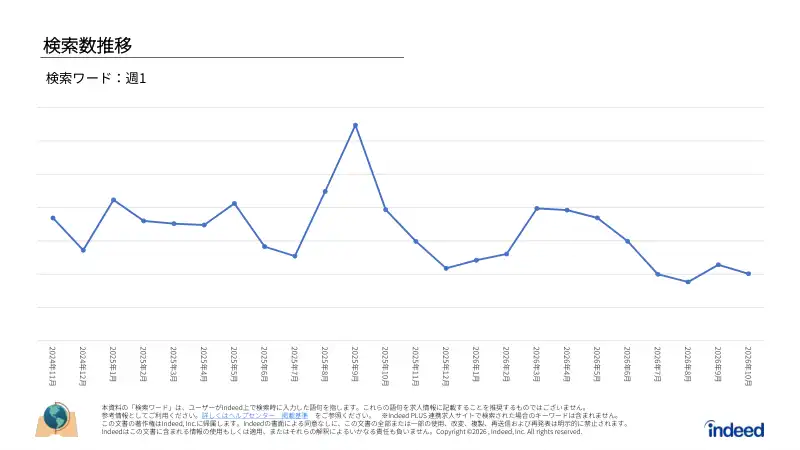 検索数推移
検索ワード：週1
2024年11月
2024年12月
2025年1月
2025年2月
2025年3月
2025年4月
2025年5月
2025年6月
2025年7月
2025年8月
2025年9月
2025年10月
2025年11月
2025年12月
2026年1月
2026年2月
2026年3月
2026年4月
2026年5月
2026年6月
2026年7月
2026年8月
2026年9月
2026年10月
本資料の「検索ワード」は、ユーザーがIndeed上で検索時に入力した語句を指します。これらの語句を求人情報に記載することを推奨するものではございません。
参考情報としてご利用ください。詳しくはヘルプセンター　掲載基準　をご参照ください。　※Indeed PLUS 連携求人サイトで検索された場合のキーワードは含まれません。
この文書の著作権はIndeed, Inc.に帰属します。Indeedの書面による同意なしに、この文書の全部または一部の使用、改変、複製、再送信および再発表は明示的に禁止されます。
Indeedはこの文書に含まれる情報の使用もしくは適用、またはそれらの解釈によるいかなる責任も負いません。Copyright ©2026 , Indeed, Inc. All rights reserved.
indeed